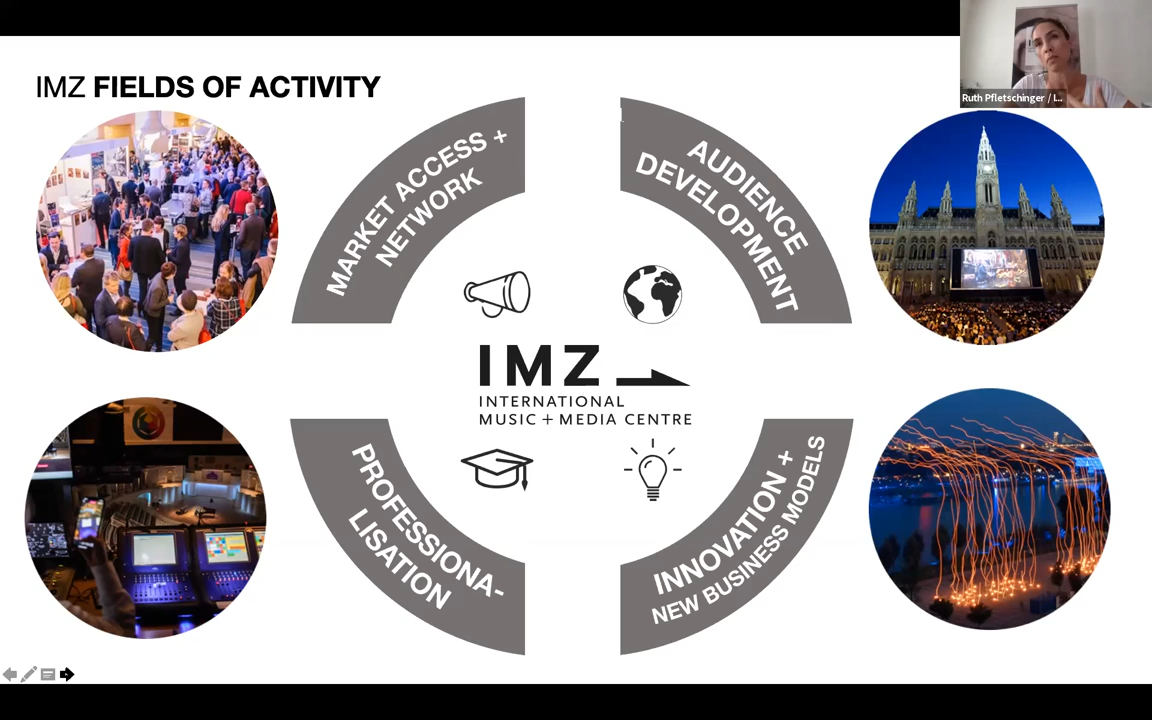 IMZ FIELDS OF ACTIVITY
Ruth Pfletschinger / I...
MARKET ACCESS +
NETWORK
AUDIENCE
DEVELOPMENT
IMZ
INTERNATIONAL
MUSIC + MEDIA CENTRE
PROFESSIONA-
LISATION
INNOVATION +
NEW BUSINESS MODELS